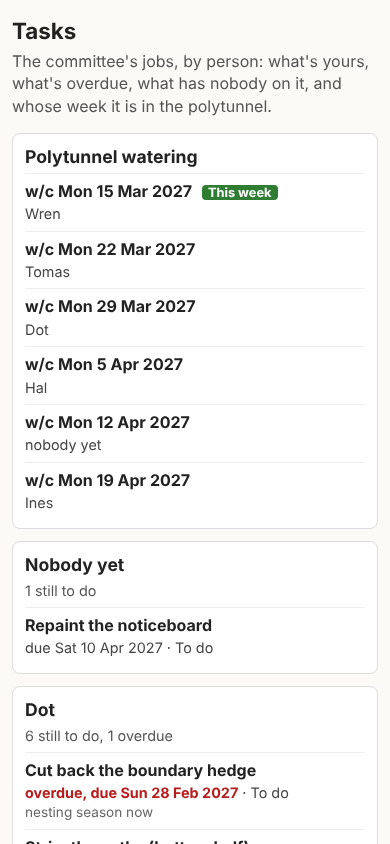 Tasks
The committee's jobs, by person: what's yours,
what's overdue, what has nobody on it, and
whose week it is in the polytunnel.
Polytunnel watering
w/c Mon 15 Mar 2027 This week
Wren
w/c Mon 22 Mar 2027
Tomas
w/c Mon 29 Mar 2027
Dot
w/c Mon 5 Apr 2027
Hal
w/c Mon 12 Apr 2027
nobody yet
w/c Mon 19 Apr 2027
Ines
Nobody yet
1 still to do
Repaint the noticeboard
due Sat 10 Apr 2027 · To do
Dot
6 still to do, 1 overdue
Cut back the boundary hedge
overdue, due Sun 28 Feb 2027 · To do
nesting season now